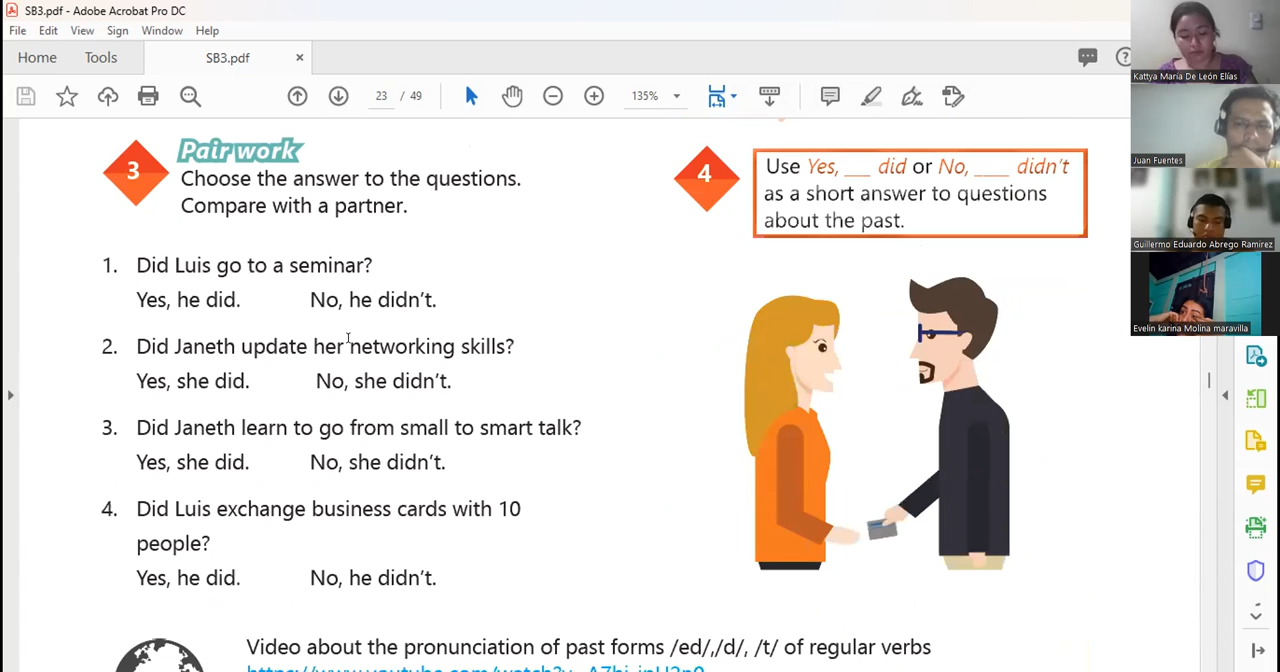 SB3.pdf - Adobe Acrobat Pro DC
File Edit View Sign Window Help
Home Tools SB3.pdf ×
23 / 49 135%
3 Pair work
Choose the answer to the questions.
Compare with a partner.
1. Did Luis go to a seminar?
Yes, he did. No, he didn't.
2. Did Janeth update her networking skills?
Yes, she did. No, she didn't.
3. Did Janeth learn to go from small to smart talk?
Yes, she did. No, she didn't.
4. Did Luis exchange business cards with 10
people?
Yes, he did. No, he didn't.
4 Use Yes, __ did or No, ___ didn't
as a short answer to questions
about the past.
Video about the pronunciation of past forms /ed/,/d/, /t/ of regular verbs
Kattya María De León Elías
Juan Fuentes
Guillermo Eduardo Abrego Ramirez
Evelin karina Molina maravilla